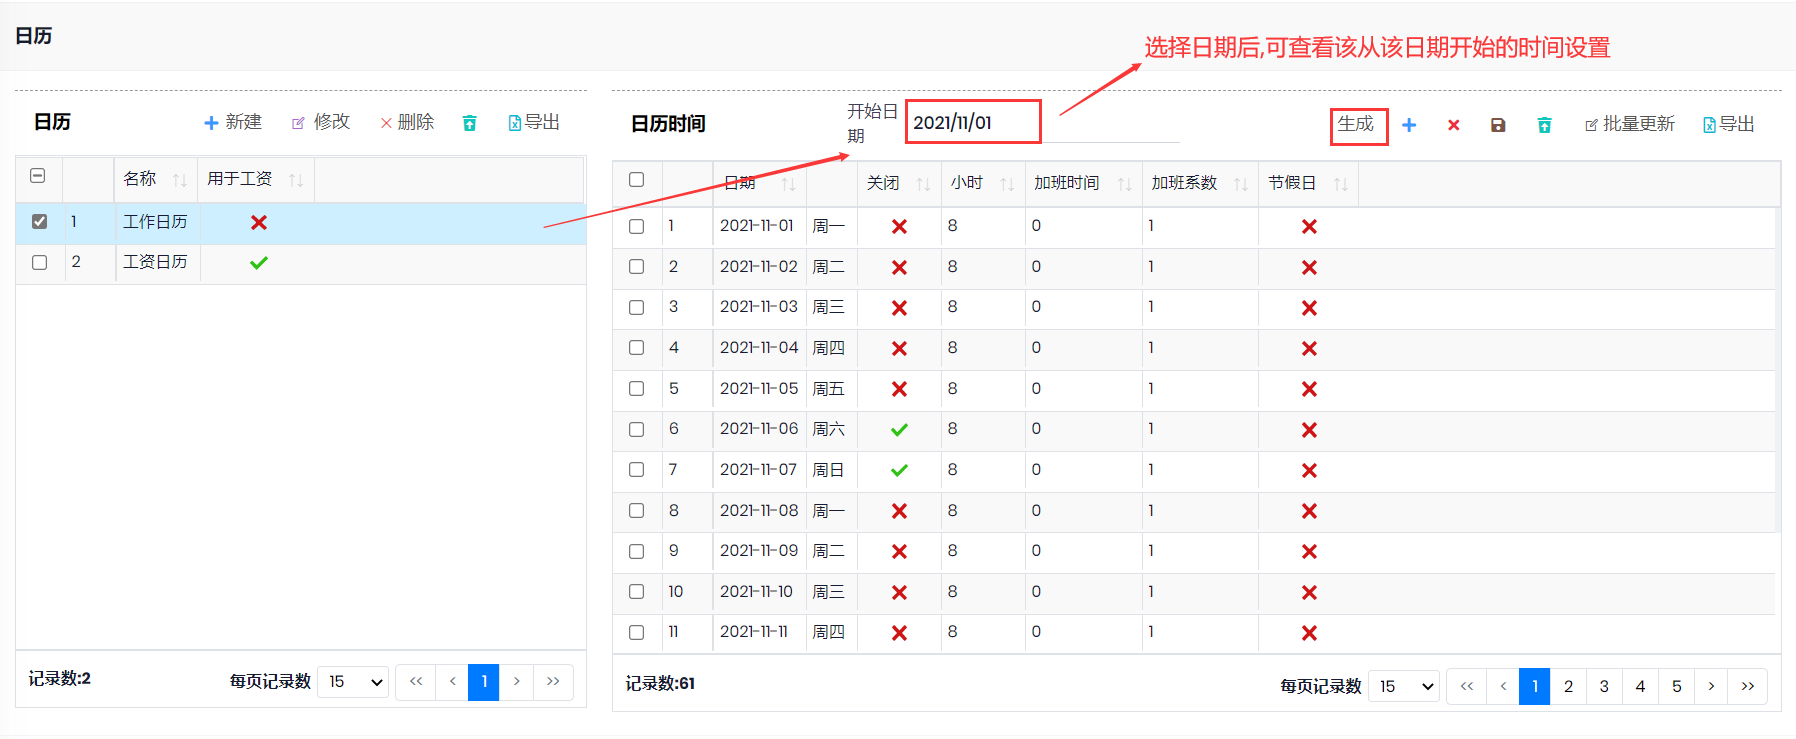 日历
选择日期后,可查看该从该日期开始的时间设置
日历 新建 修改 删除 导出
名称 用于工资
1 工作日历
2 工资日历
记录数:2 每页记录数 15 << < 1 > >>
日历时间 开始日期 2021/11/01 生成 批量更新 导出
日期 关闭 小时 加班时间 加班系数 节假日
1 2021-11-01 周一 8 0 1
2 2021-11-02 周二 8 0 1
3 2021-11-03 周三 8 0 1
4 2021-11-04 周四 8 0 1
5 2021-11-05 周五 8 0 1
6 2021-11-06 周六 8 0 1
7 2021-11-07 周日 8 0 1
8 2021-11-08 周一 8 0 1
9 2021-11-09 周二 8 0 1
10 2021-11-10 周三 8 0 1
11 2021-11-11 周四 8 0 1
记录数:61 每页记录数 15 << < 1 2 3 4 5 > >>